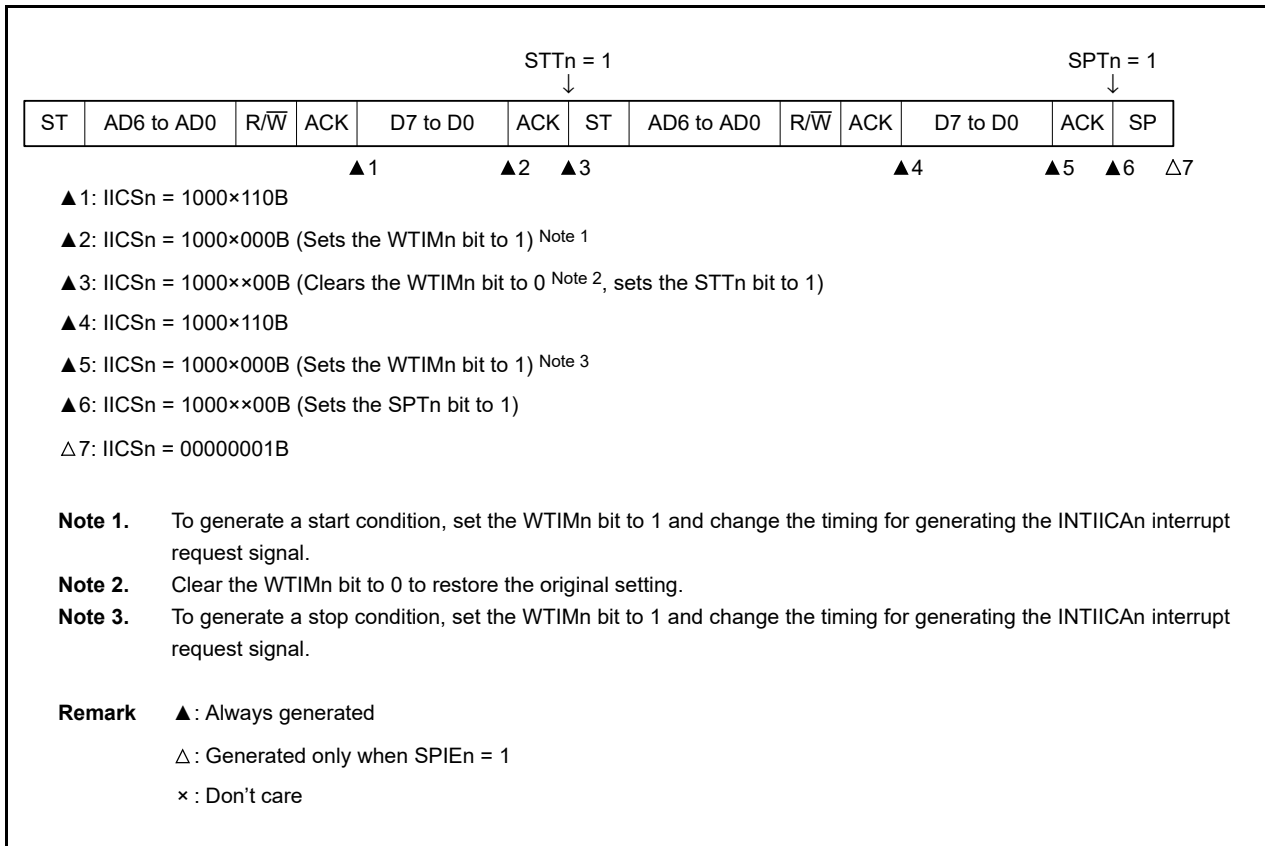 STTn = 1 SPTn = 1
↓ ↓
ST AD6 to AD0 R/W̅ ACK D7 to D0 ACK ST AD6 to AD0 R/W̅ ACK D7 to D0 ACK SP
▲1 ▲2 ▲3 ▲4 ▲5 ▲6 △7
▲1: IICSn = 1000×110B
▲2: IICSn = 1000×000B (Sets the WTIMn bit to 1) Note 1
▲3: IICSn = 1000××00B (Clears the WTIMn bit to 0 Note 2, sets the STTn bit to 1)
▲4: IICSn = 1000×110B
▲5: IICSn = 1000×000B (Sets the WTIMn bit to 1) Note 3
▲6: IICSn = 1000××00B (Sets the SPTn bit to 1)
△7: IICSn = 00000001B
Note 1. To generate a start condition, set the WTIMn bit to 1 and change the timing for generating the INTIICAn interrupt
request signal.
Note 2. Clear the WTIMn bit to 0 to restore the original setting.
Note 3. To generate a stop condition, set the WTIMn bit to 1 and change the timing for generating the INTIICAn interrupt
request signal.
Remark ▲: Always generated
△: Generated only when SPIEn = 1
×: Don't care